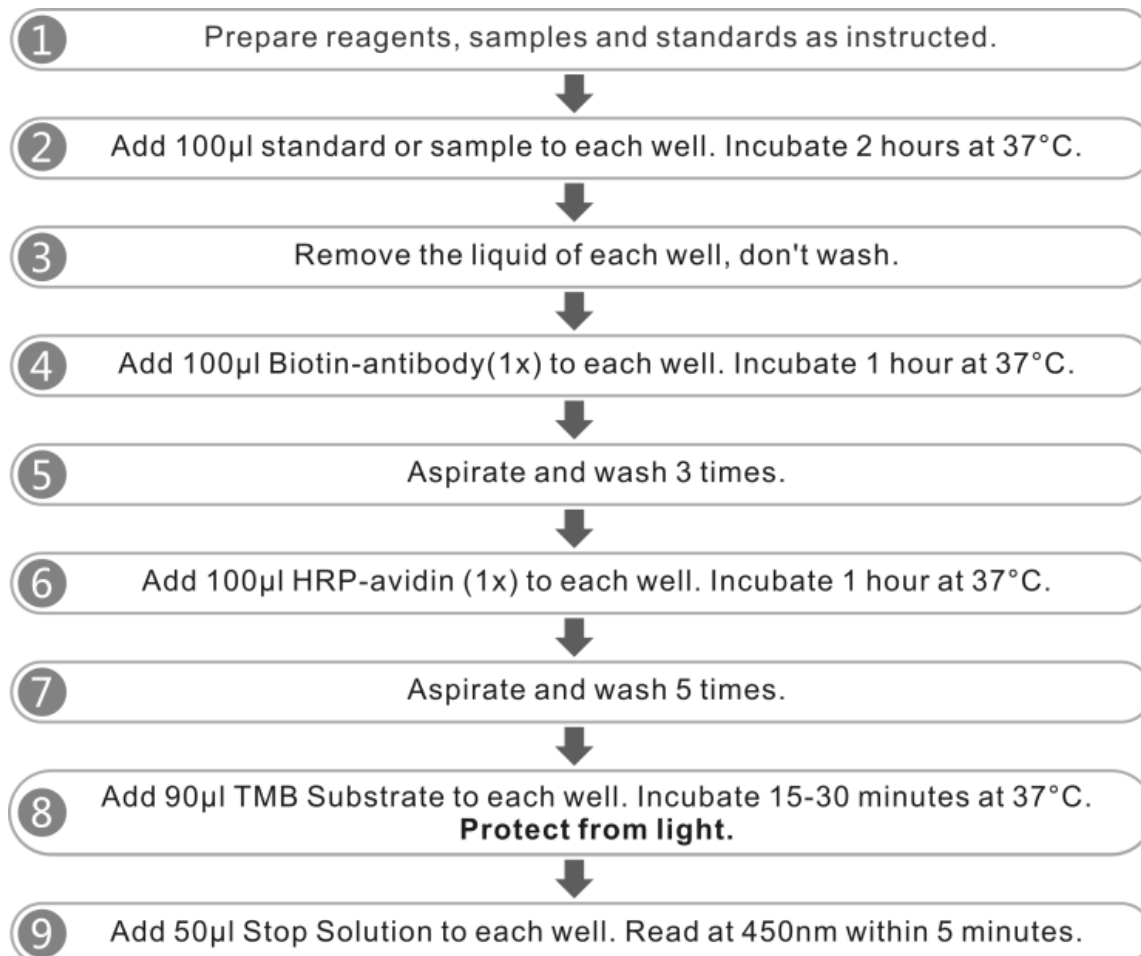 1 Prepare reagents, samples and standards as instructed.
2 Add 100µl standard or sample to each well. Incubate 2 hours at 37°C.
3 Remove the liquid of each well, don't wash.
4 Add 100µl Biotin-antibody(1x) to each well. Incubate 1 hour at 37°C.
5 Aspirate and wash 3 times.
6 Add 100µl HRP-avidin (1x) to each well. Incubate 1 hour at 37°C.
7 Aspirate and wash 5 times.
8 Add 90µl TMB Substrate to each well. Incubate 15-30 minutes at 37°C.
Protect from light.
9 Add 50µl Stop Solution to each well. Read at 450nm within 5 minutes.